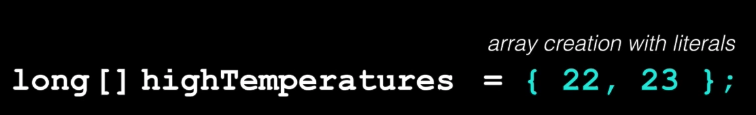 array creation with literals
long[] highTemperatures = { 22, 23 };